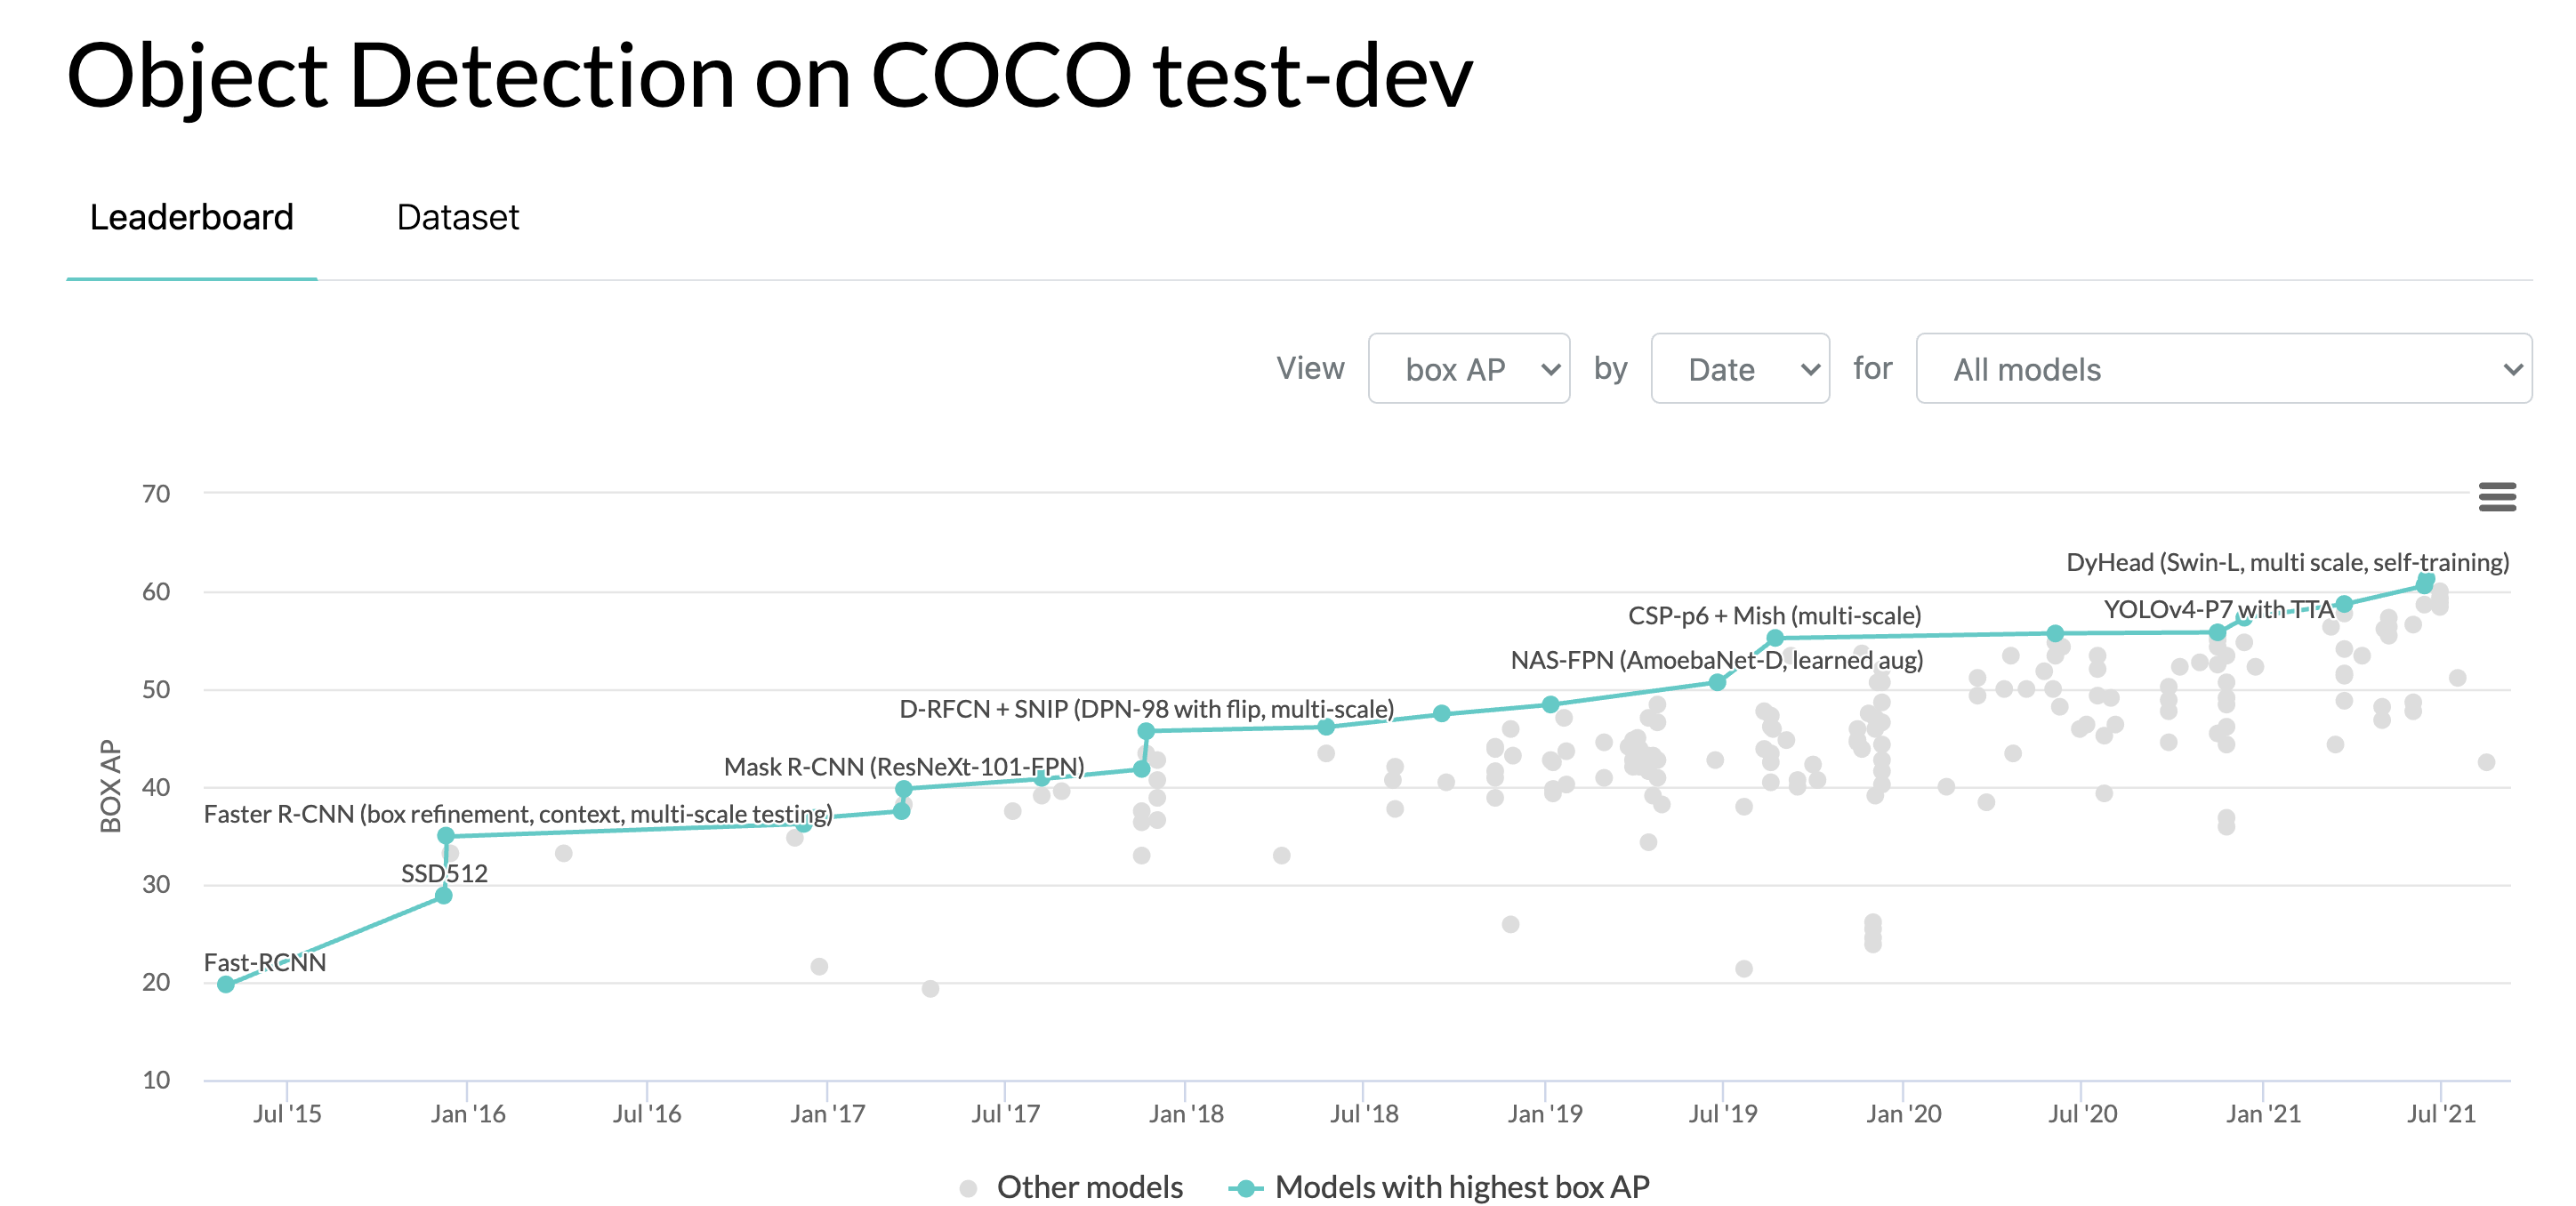 Object Detection on COCO test-dev
Leaderboard Dataset
View box AP by Date for All models
70
60
50
40
30
20
10
BOX AP
DyHead (Swin-L, multi scale, self-training)
YOLOv4-P7 with TTA
CSP-p6 + Mish (multi-scale)
NAS-FPN (AmoebaNet-D, learned aug)
D-RFCN + SNIP (DPN-98 with flip, multi-scale)
Mask R-CNN (ResNeXt-101-FPN)
Faster R-CNN (box refinement, context, multi-scale testing)
SSD512
Fast-RCNN
Jul '15 Jan '16 Jul '16 Jan '17 Jul '17 Jan '18 Jul '18 Jan '19 Jul '19 Jan '20 Jul '20 Jan '21 Jul '21
Other models Models with highest box AP